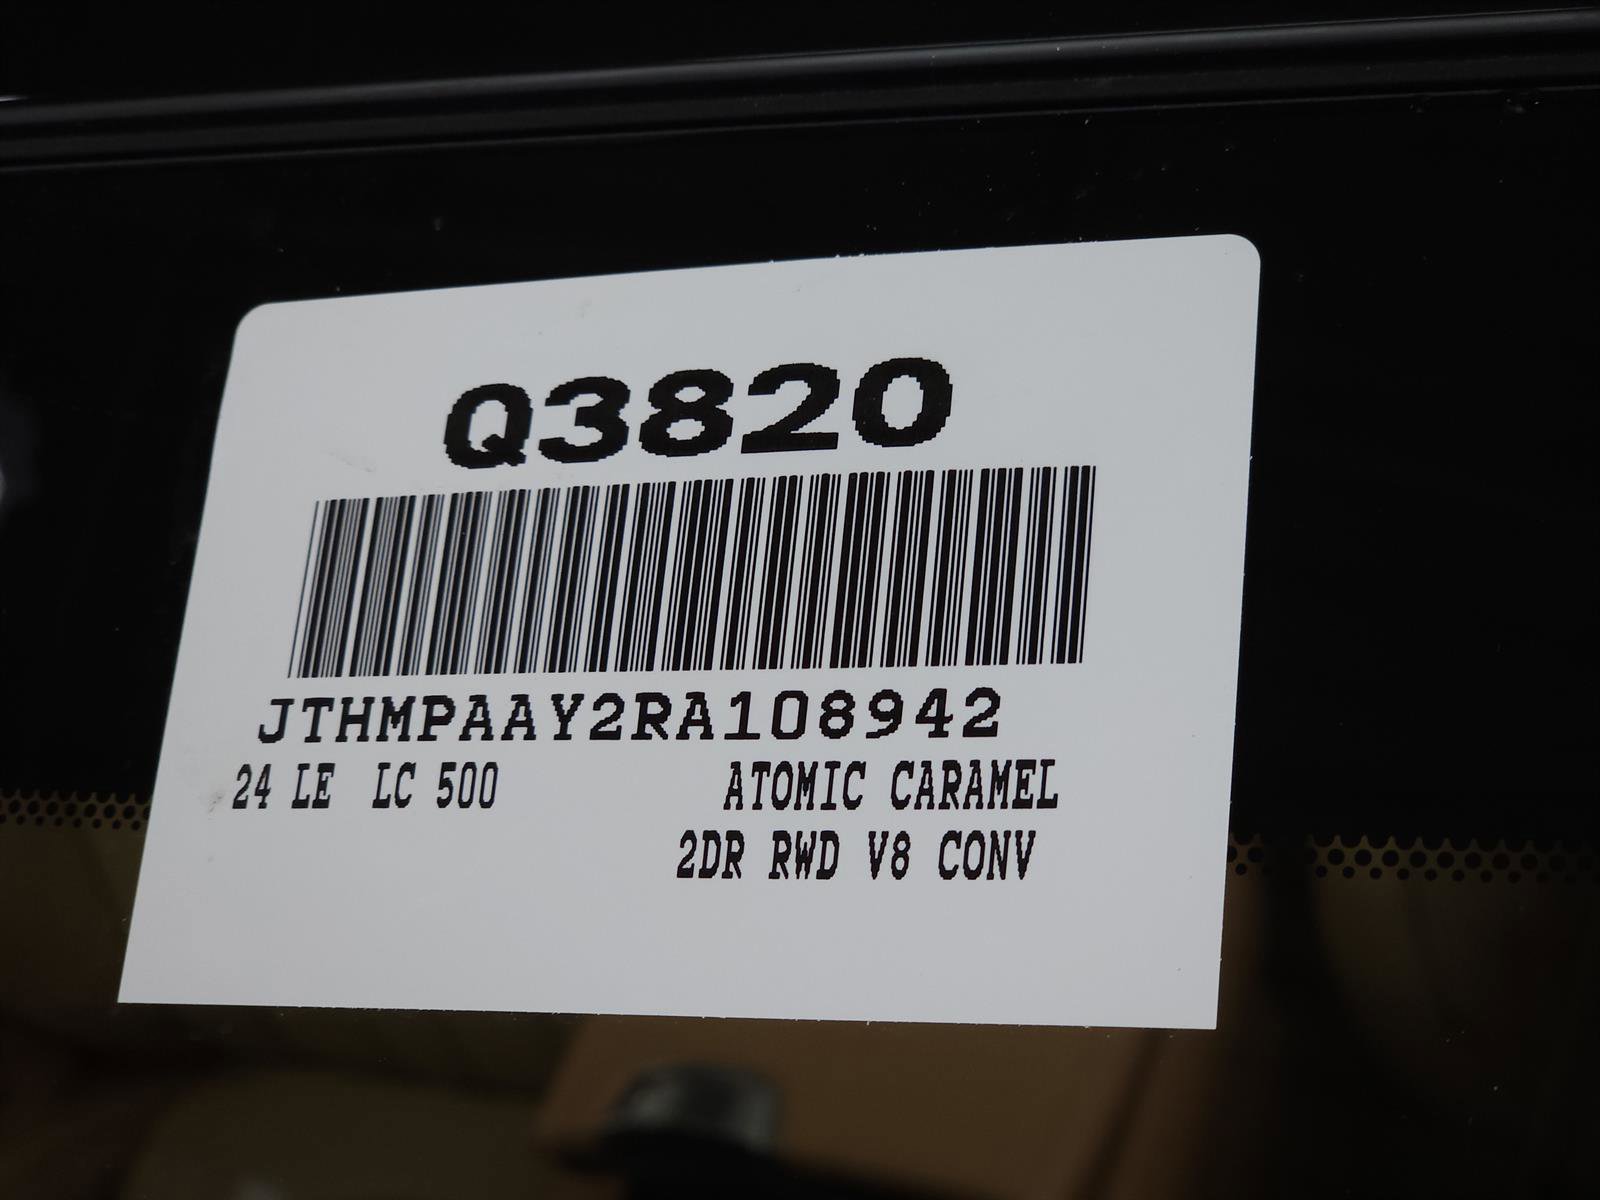 Q3820
JTHMPAAY2RA108942
24 LE LC 500 ATOMIC CARAMEL
2DR RWD V8 CONV